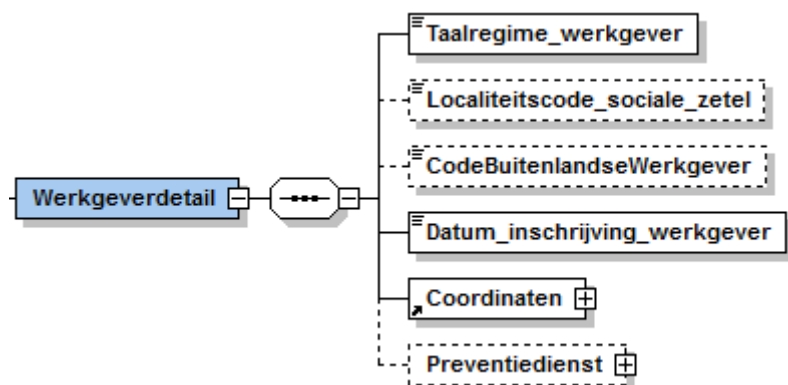 Taalregime_werkgever
Localiteitscode_sociale_zetel
CodeBuitenlandseWerkgever
Werkgeverdetail
Datum_inschrijving_werkgever
Coordinaten
Preventiedienst